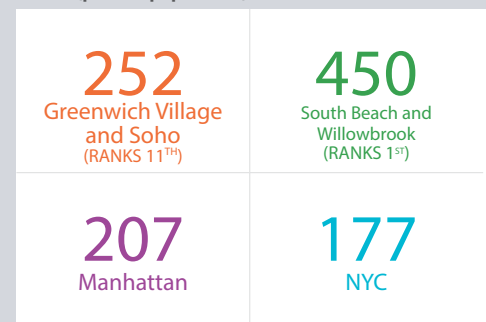 252
Greenwich Village
and Soho
(RANKS 11TH)
450
South Beach and
Willowbrook
(RANKS 1ST)
207
Manhattan
177
NYC